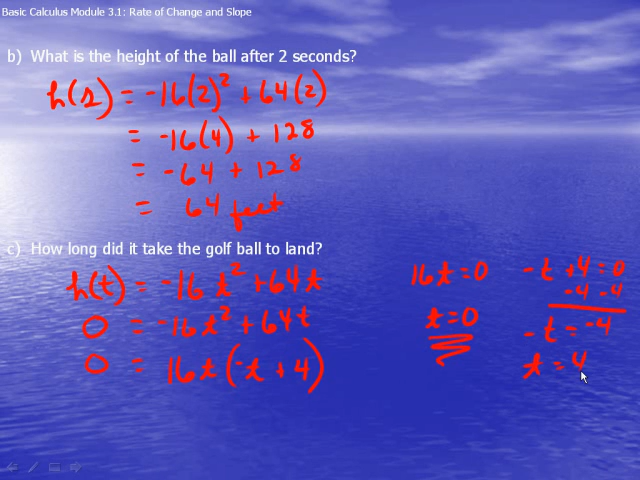 Basic Calculus Module 3.1: Rate of Change and Slope
b) What is the height of the ball after 2 seconds?
h(2) = -16(2)² + 64(2)
= -16(4) + 128
= -64 + 128
= 64 feet
c) How long did it take the golf ball to land?
h(t) = -16t² + 64t
0 = -16t² + 64t
0 = 16t(-t + 4)
16t = 0
t = 0
-t + 4 = 0
-4 -4
-t = -4
t = 4